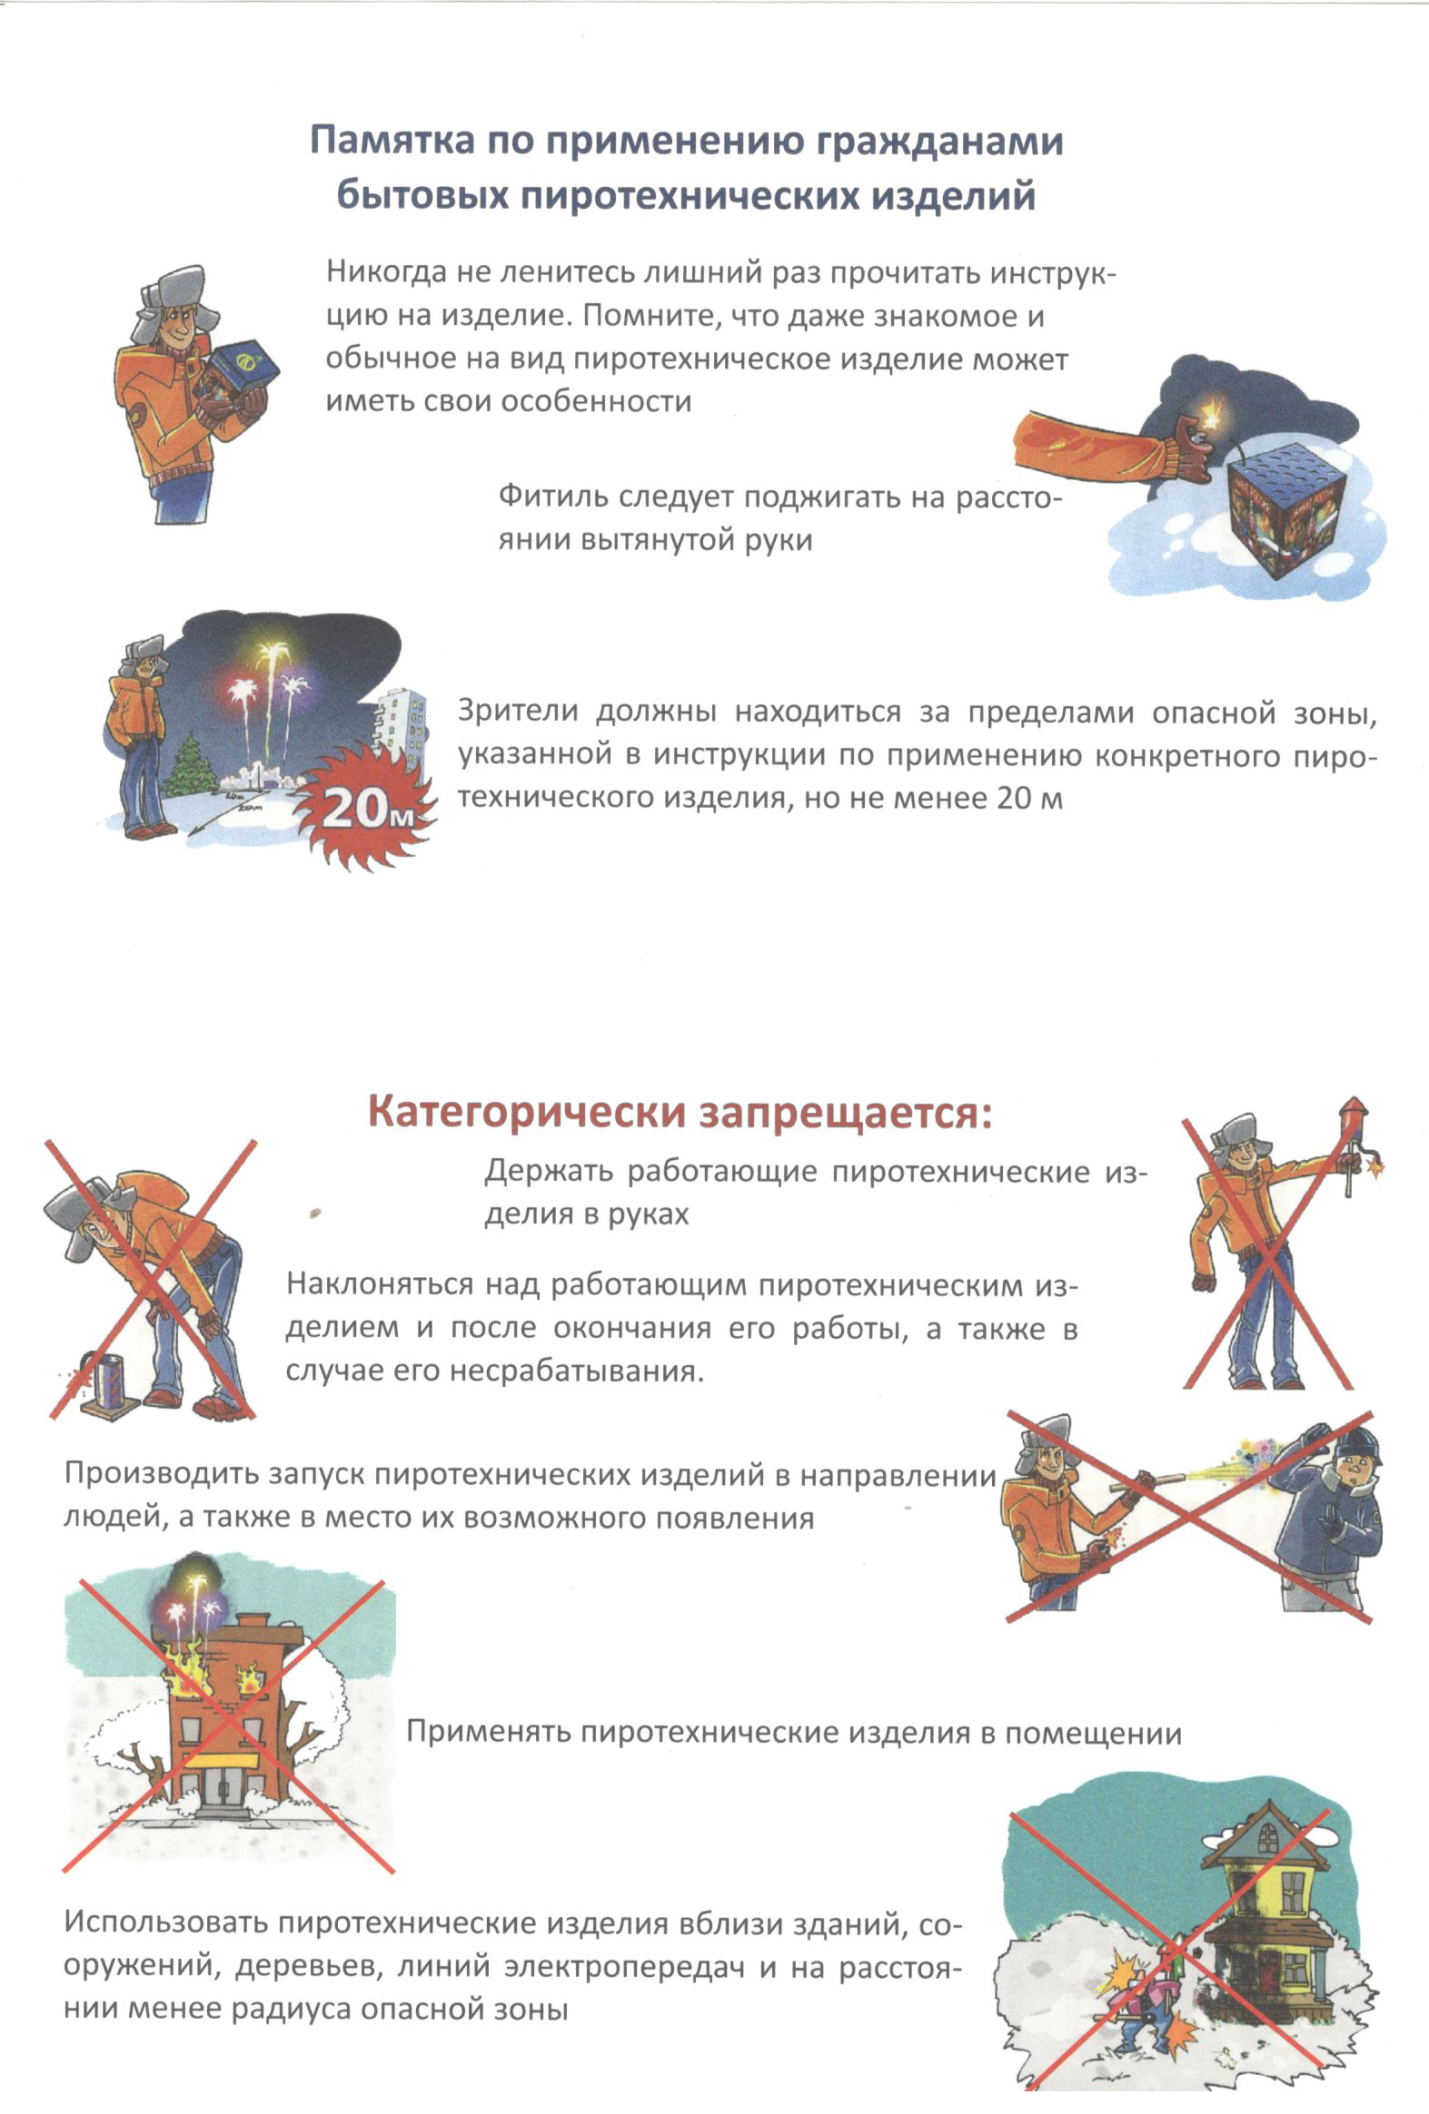 Памятка по применению гражданами
бытовых пиротехнических изделий
Никогда не ленитесь лишний раз прочитать инструк-
цию на изделие. Помните, что даже знакомое и
обычное на вид пиротехническое изделие может
иметь свои особенности
Фитиль следует поджигать на рассто-
янии вытянутой руки
Зрители должны находиться за пределами опасной зоны,
указанной в инструкции по применению конкретного пиро-
технического изделия, но не менее 20 м
20м
Категорически запрещается:
Держать работающие пиротехнические из-
делия в руках
Наклоняться над работающим пиротехническим из-
делием и после окончания его работы, а также в
случае его несрабатывания.
Производить запуск пиротехнических изделий в направлении
людей, а также в место их возможного появления
Применять пиротехнические изделия в помещении
Использовать пиротехнические изделия вблизи зданий, со-
оружений, деревьев, линий электропередач и на расстоя-
нии менее радиуса опасной зоны